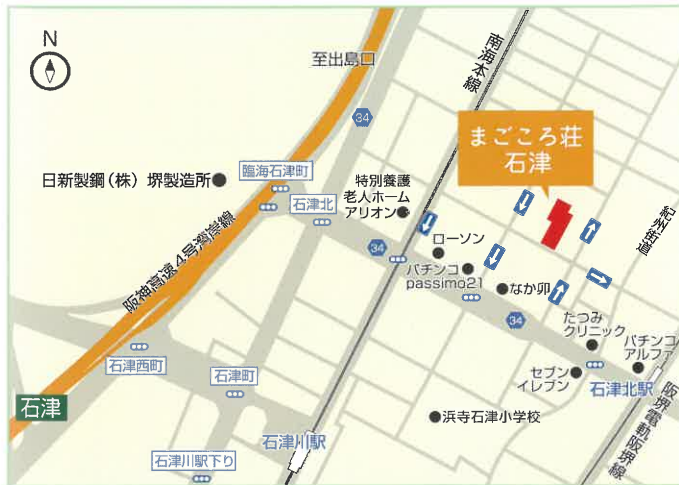 N
至出島口
南海本線
34
まごころ荘
石津
日新製鋼(株) 堺製造所
臨海石津町
石津北
特別養護
老人ホーム
アリオン
紀州街道
阪神高速4号湾岸線
34
ローソン
パチンコ
passimo21
なか卯
34
たつみ
クリニック
パチンコ
アルファ
セブン
イレブン
石津北駅
石津西町
石津町
石津
浜寺石津小学校
阪堺電軌阪堺線
石津川駅
石津川駅下り